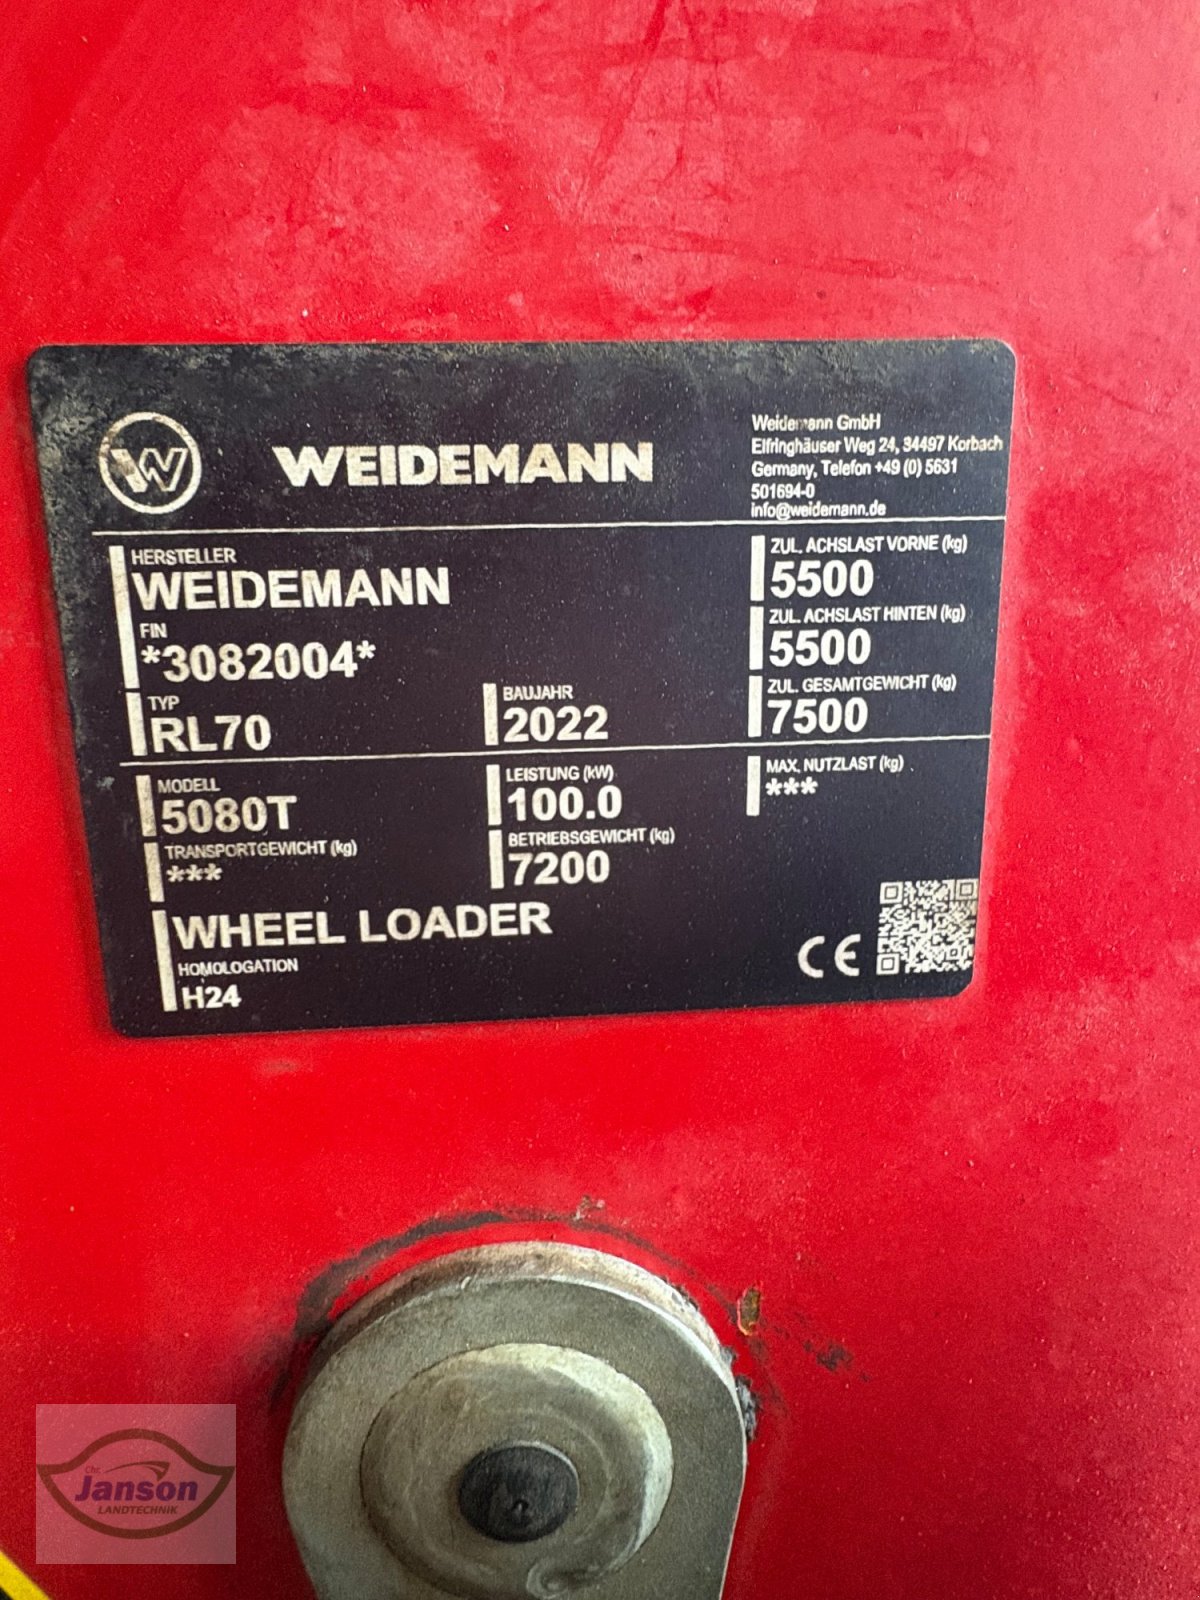 W WEIDEMANN
Weidemann GmbH
Elfringhäuser Weg 24, 34497 Korbach
Germany, Telefon +49 (0) 5631
501694-0
info@weidemann.de
HERSTELLER
WEIDEMANN
FIN
*3082004*
TYP
RL70
BAUJAHR
2022
ZUL. ACHSLAST VORNE (kg)
5500
ZUL. ACHSLAST HINTEN (kg)
5500
ZUL. GESAMTGEWICHT (kg)
7500
MODELL
5080T
LEISTUNG (kW)
100.0
MAX. NUTZLAST (kg)
***
TRANSPORTGEWICHT (kg)
***
BETRIEBSGEWICHT (kg)
7200
WHEEL LOADER
HOMOLOGATION
H24
CE
Chr.
Janson
LANDTECHNIK